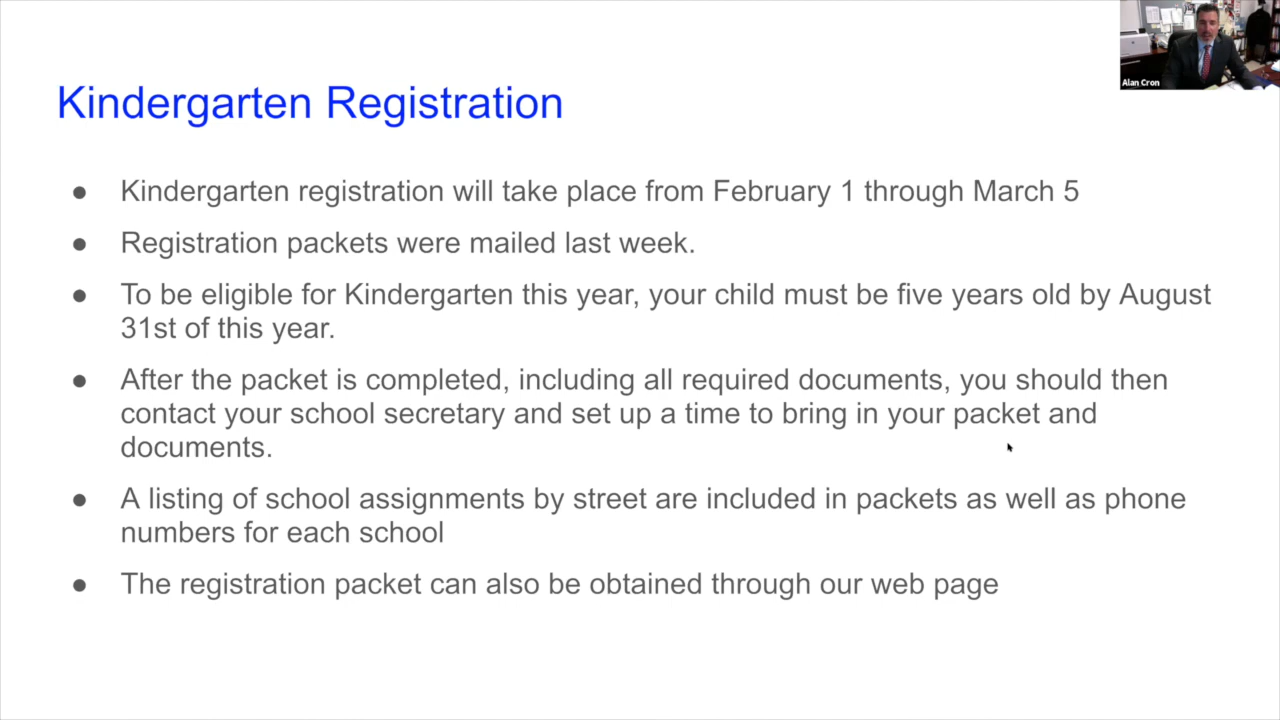 Alan Cron
Kindergarten Registration
● Kindergarten registration will take place from February 1 through March 5
● Registration packets were mailed last week.
● To be eligible for Kindergarten this year, your child must be five years old by August
31st of this year.
● After the packet is completed, including all required documents, you should then
contact your school secretary and set up a time to bring in your packet and
documents.
● A listing of school assignments by street are included in packets as well as phone
numbers for each school
● The registration packet can also be obtained through our web page